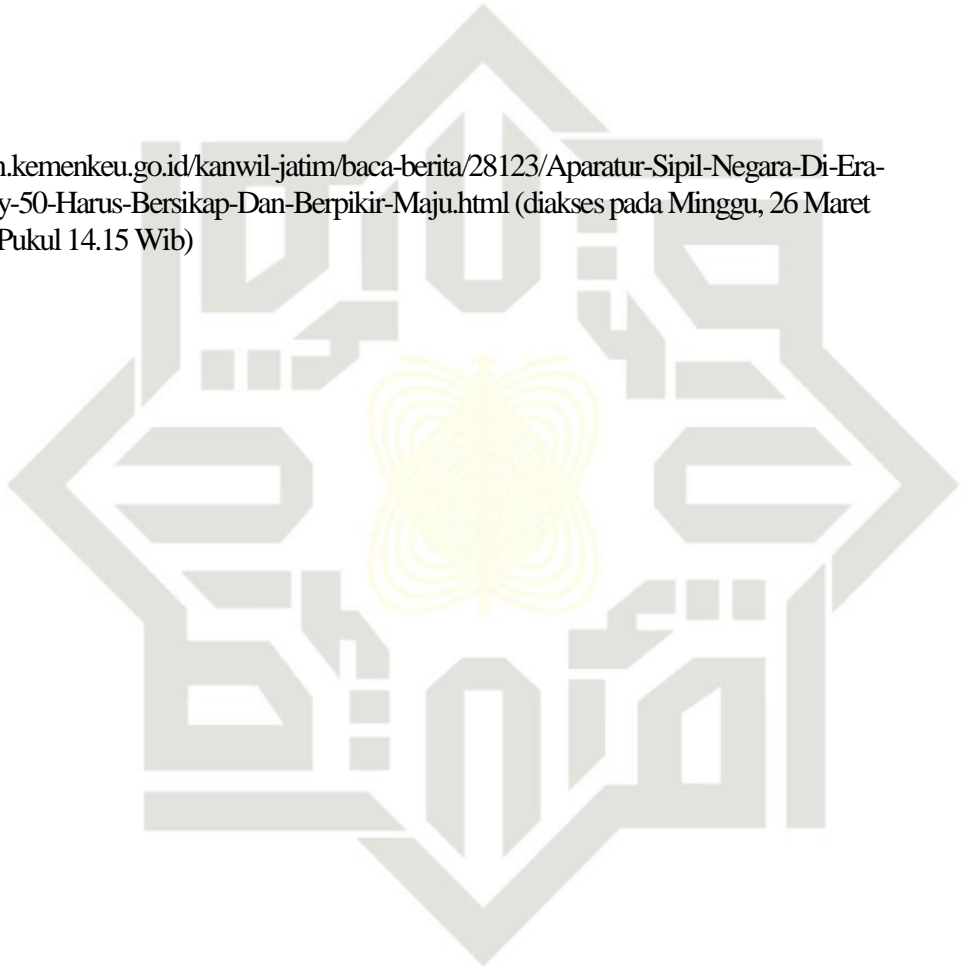 n.kemenkeu.go.id/kanwil-jatim/baca-berita/28123/Aparatur-Sipil-Negara-Di-Era-
y-50-Harus-Bersikap-Dan-Berpikir-Maju.html (diakses pada Minggu, 26 Maret
Pukul 14.15 Wib)